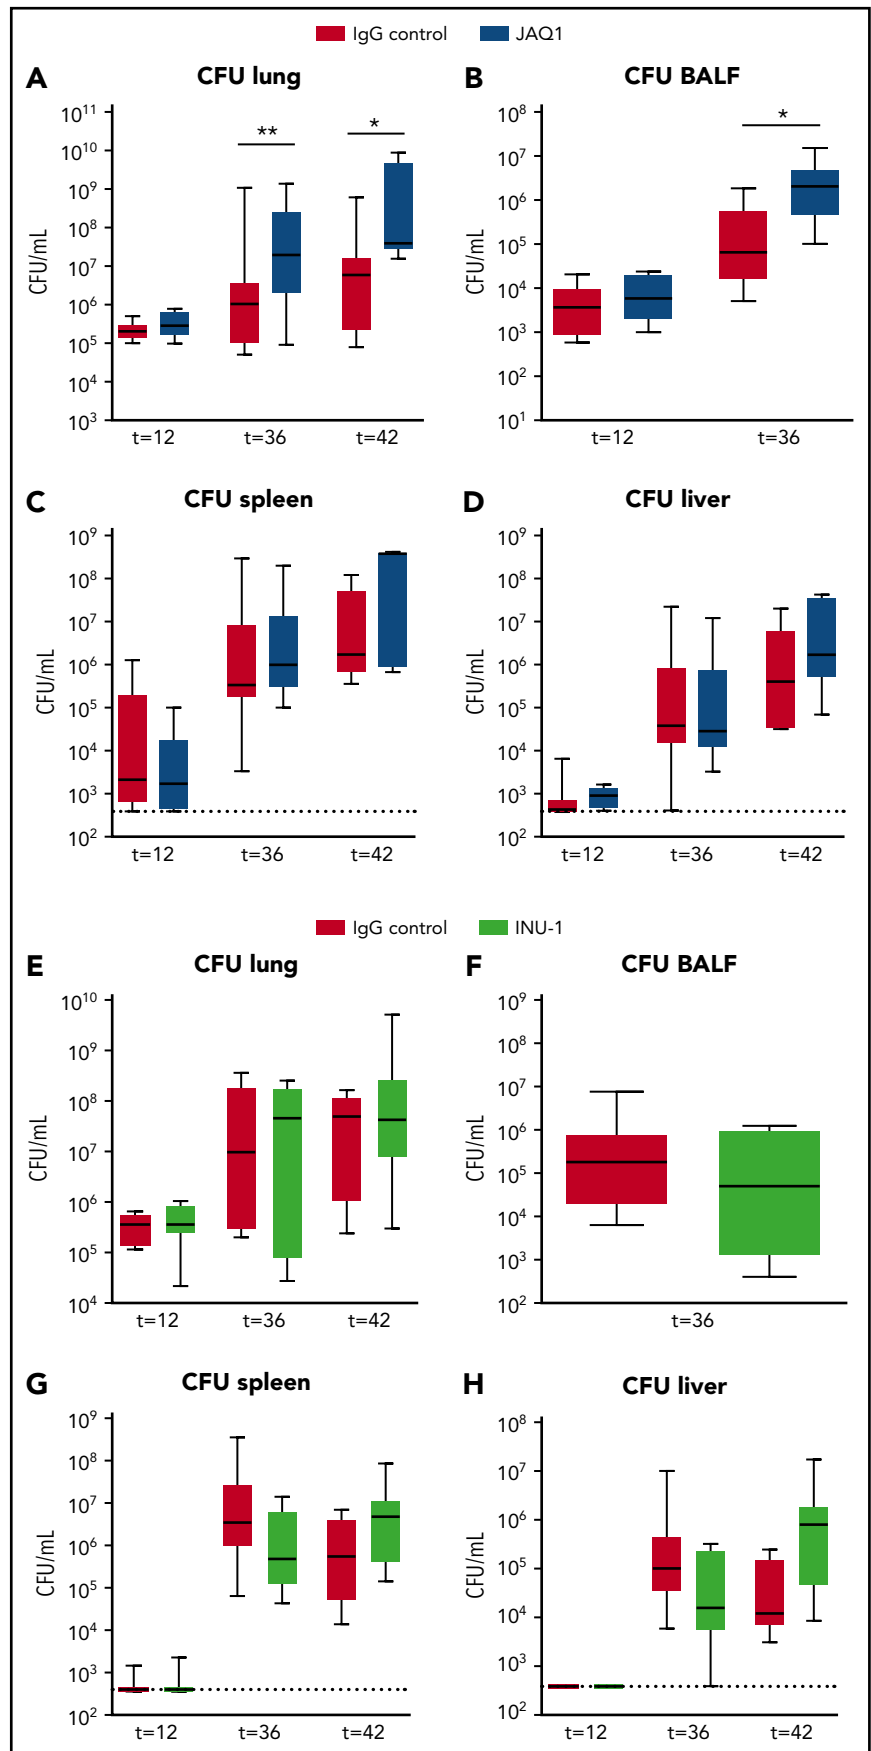 IgG control JAQ1
A CFU lung
CFU/mL
10¹¹
10¹⁰
10⁹
10⁸
10⁷
10⁶
10⁵
10⁴
10³
** *
t=12 t=36 t=42
B CFU BALF
CFU/mL
10⁸
10⁷
10⁶
10⁵
10⁴
10³
10²
10¹
*
t=12 t=36
C CFU spleen
CFU/mL
10⁹
10⁸
10⁷
10⁶
10⁵
10⁴
10³
10²
t=12 t=36 t=42
D CFU liver
CFU/mL
10⁹
10⁸
10⁷
10⁶
10⁵
10⁴
10³
10²
t=12 t=36 t=42
IgG control INU-1
E CFU lung
CFU/mL
10¹⁰
10⁹
10⁸
10⁷
10⁶
10⁵
10⁴
t=12 t=36 t=42
F CFU BALF
CFU/mL
10⁹
10⁸
10⁷
10⁶
10⁵
10⁴
10³
10²
t=36
G CFU spleen
CFU/mL
10⁹
10⁸
10⁷
10⁶
10⁵
10⁴
10³
10²
t=12 t=36 t=42
H CFU liver
CFU/mL
10⁸
10⁷
10⁶
10⁵
10⁴
10³
10²
t=12 t=36 t=42